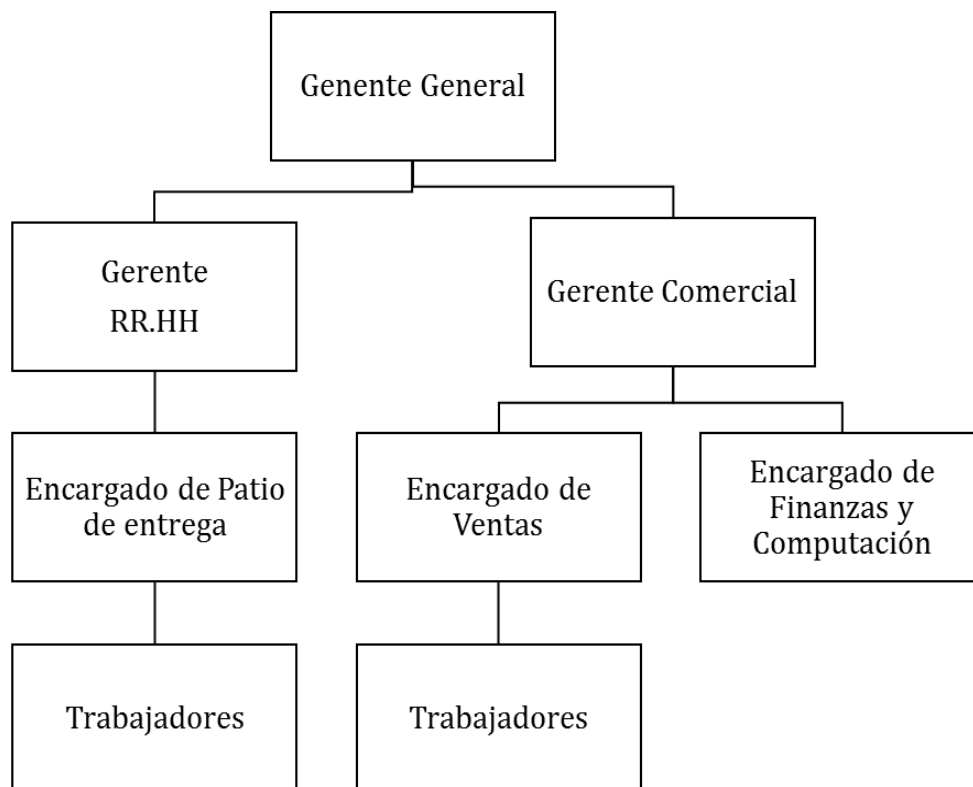 Genente General
Gerente
RR.HH
Gerente Comercial
Encargado de Patio
de entrega
Encargado de
Ventas
Encargado de
Finanzas y
Computación
Trabajadores
Trabajadores